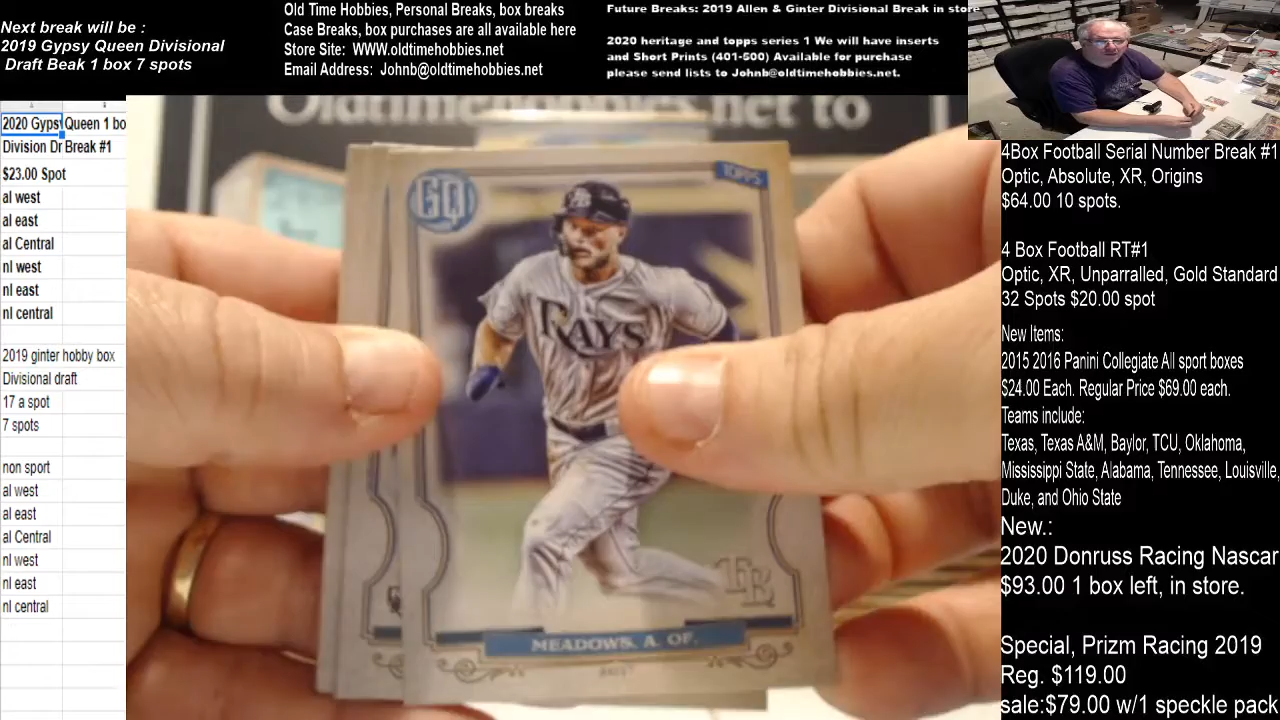 Next break will be :
2019 Gypsy Queen Divisional
Draft Beak 1 box 7 spots
Old Time Hobbies, Personal Breaks, box breaks
Case Breaks, box purchases are all available here
Store Site: WWW.oldtimehobbies.net
Email Address: Johnb@oldtimehobbies.net
Future Breaks: 2019 Allen & Ginter Divisional Break in store
2020 heritage and topps series 1 We will have inserts
and Short Prints (401-500) Available for purchase
please send lists to Johnb@oldtimehobbies.net.
2020 Gypsy Queen 1 bo
Division Dr Break #1
$23.00 Spot
al west
al east
al Central
nl west
nl east
nl central
2019 ginter hobby box
Divisional draft
17 a spot
7 spots
non sport
al west
al east
al Central
nl west
nl east
nl central
Oldtimehobbies.net to
GQ
TOPPS
RAYS
TB
MEADOWS, A. OF.
4Box Football Serial Number Break #1
Optic, Absolute, XR, Origins
$64.00 10 spots.
4 Box Football RT#1
Optic, XR, Unparralled, Gold Standard
32 Spots $20.00 spot
New Items:
2015 2016 Panini Collegiate All sport boxes
$24.00 Each. Regular Price $69.00 each.
Teams include:
Texas, Texas A&M, Baylor, TCU, Oklahoma,
Mississippi State, Alabama, Tennessee, Louisville,
Duke, and Ohio State
New.:
2020 Donruss Racing Nascar
$93.00 1 box left, in store.
Special, Prizm Racing 2019
Reg. $119.00
sale:$79.00 w/1 speckle pack